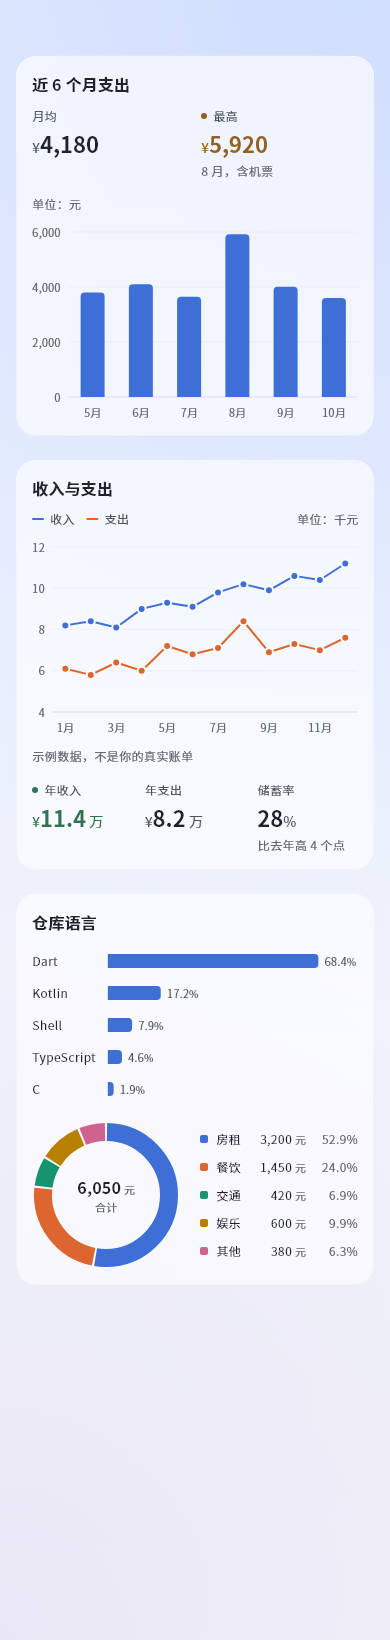 近 6 个月支出
月均 最高
¥4,180 ¥5,920
8 月，含机票
单位：元
6,000
4,000
2,000
0
5月 6月 7月 8月 9月 10月
收入与支出
收入 支出 单位：千元
12
10
8
6
4
1月 3月 5月 7月 9月 11月
示例数据，不是你的真实账单
年收入 年支出 储蓄率
¥11.4 万 ¥8.2 万 28%
比去年高 4 个点
仓库语言
Dart 68.4%
Kotlin 17.2%
Shell 7.9%
TypeScript 4.6%
C 1.9%
6,050 元
合计
房租 3,200 元 52.9%
餐饮 1,450 元 24.0%
交通 420 元 6.9%
娱乐 600 元 9.9%
其他 380 元 6.3%